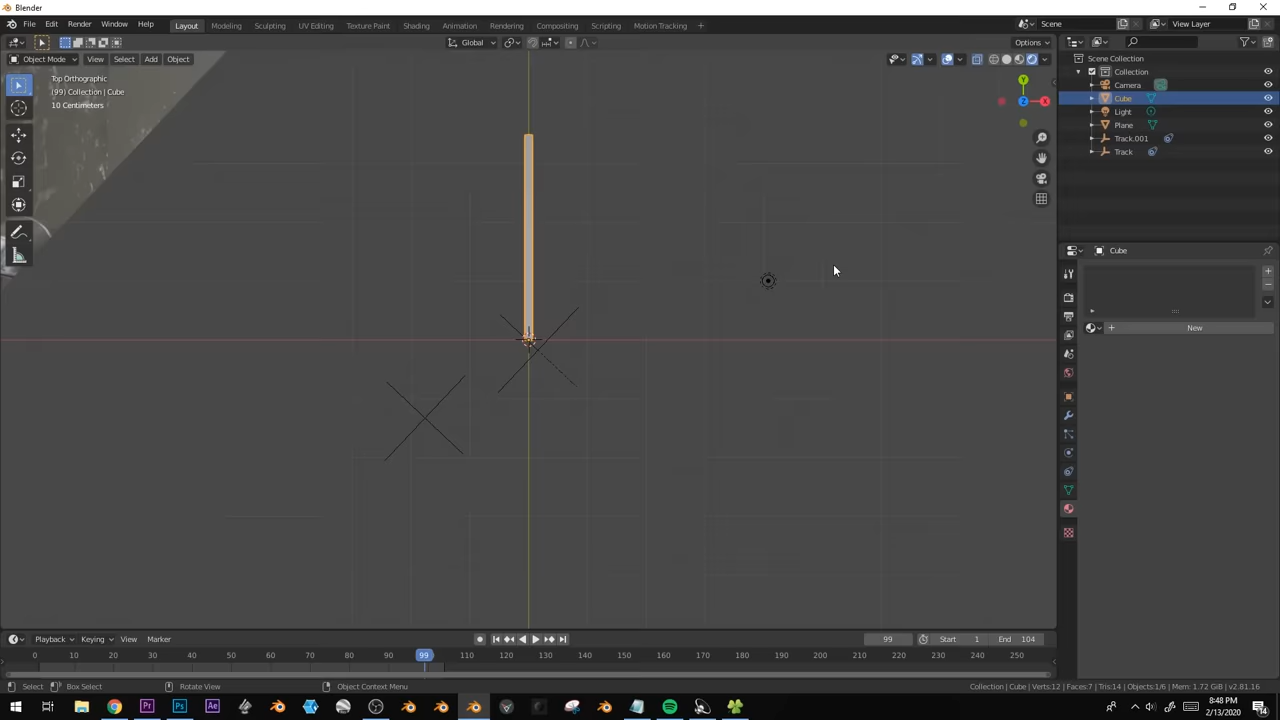 Blender
File Edit Render Window Help
Layout Modeling Sculpting UV Editing Texture Paint Shading Animation Rendering Compositing Scripting Motion Tracking +
Scene
View Layer
Global
Options
Object Mode View Select Add Object
Top Orthographic
(99) Collection | Cube
10 Centimeters
Y
Z
X
Scene Collection
Collection
Camera
Cube
Light
Plane
Track.001
Track
Cube
New
Playback Keying View Marker
99
Start 1
End 104
0 10 20 30 40 50 60 70 80 90 99 110 120 130 140 150 160 170 180 190 200 210 220 230 240 250
Select Box Select Rotate View Object Context Menu
Collection | Cube | Verts:12 | Faces:7 | Tris:14 | Objects:1/6 | Mem: 1.72 GiB | v2.81.16
Pr Ps Ae
8:48 PM
2/13/2020
14